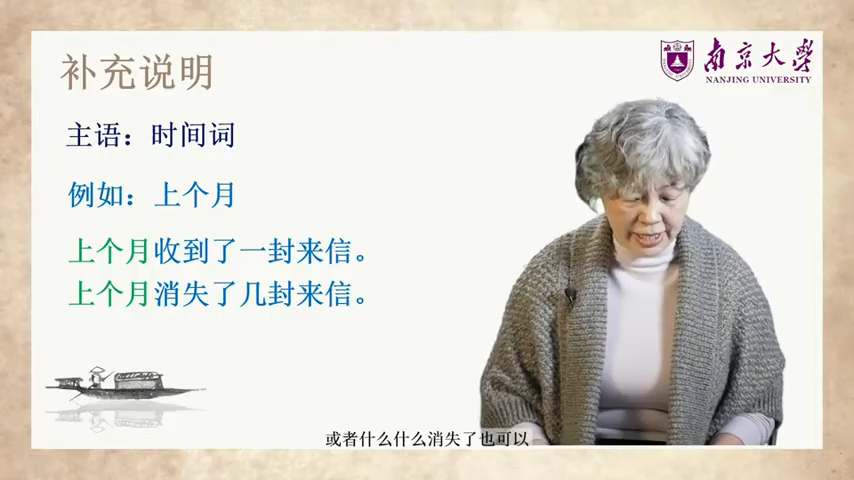 补充说明
南京大学
NANJING UNIVERSITY
主语：时间词
例如：上个月
上个月收到了一封来信。
上个月消失了几封来信。
或者什么什么消失了也可以